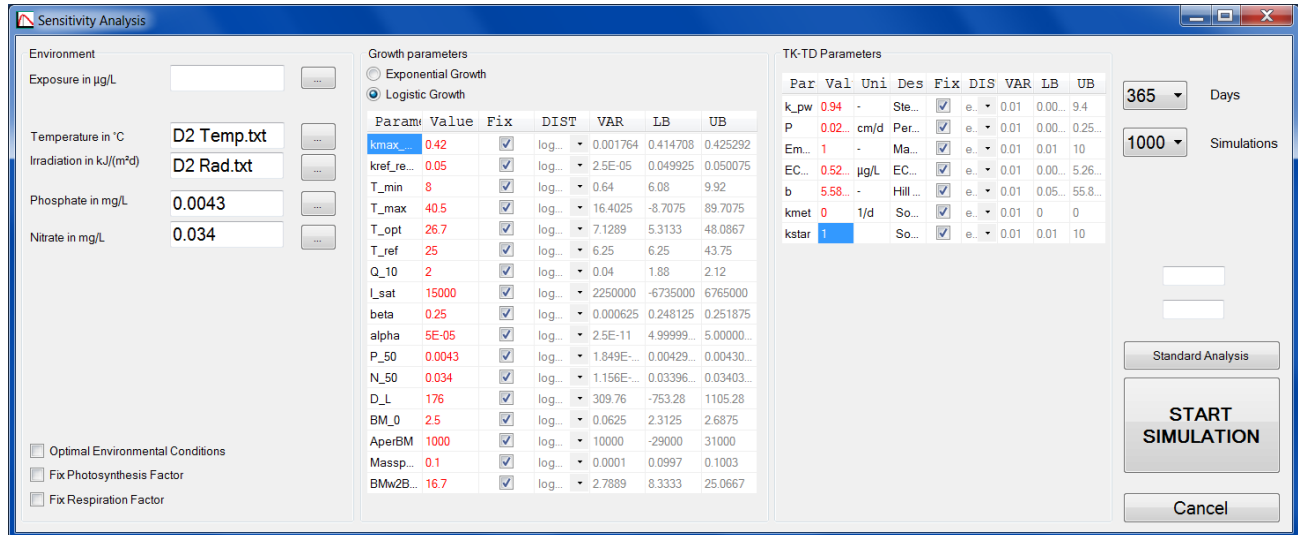 Sensitivity Analysis
Environment
Exposure in µg/L ...
Temperature in °C D2 Temp.txt ...
Irradiation in kJ/(m²d) D2 Rad.txt
Phosphate in mg/L 0.0043 ...
Nitrate in mg/L 0.034 ...
Optimal Environmental Conditions
Fix Photosynthesis Factor
Fix Respiration Factor
Growth parameters
Exponential Growth
Logistic Growth
Parame Value Fix DIST VAR LB UB
kmax_... 0.42 log... 0.001764 0.414708 0.425292
kref_re... 0.05 log... 2.5E-05 0.049925 0.050075
T_min 8 log... 0.64 6.08 9.92
T_max 40.5 log... 16.4025 -8.7075 89.7075
T_opt 26.7 log... 7.1289 5.3133 48.0867
T_ref 25 log... 6.25 6.25 43.75
Q_10 2 log... 0.04 1.88 2.12
I_sat 15000 log... 2250000 -6735000 6765000
beta 0.25 log... 0.000625 0.248125 0.251875
alpha 5E-05 log... 2.5E-11 4.99999... 5.00000...
P_50 0.0043 log... 1.849E-... 0.00429... 0.00430...
N_50 0.034 log... 1.156E-... 0.03396... 0.03403...
D_L 176 log... 309.76 -753.28 1105.28
BM_0 2.5 log... 0.0625 2.3125 2.6875
AperBM 1000 log... 10000 -29000 31000
Massp... 0.1 log... 0.0001 0.0997 0.1003
BMw2B... 16.7 log... 2.7889 8.3333 25.0667
TK-TD Parameters
Par Val Uni Des Fix DIS VAR LB UB
k_pw 0.94 - Ste... e... 0.01 0.00... 9.4
P 0.02... cm/d Per... e... 0.01 0.00... 0.25...
Em... 1 - Ma... e... 0.01 0.01 10
EC... 0.52... µg/L EC... e... 0.01 0.00... 5.26...
b 5.58... - Hill ... e... 0.01 0.05... 55.8...
kmet 0 1/d So... e... 0.01 0 0
kstar 1 So... e... 0.01 0.01 10
365 Days
1000 Simulations
Standard Analysis
START
SIMULATION
Cancel